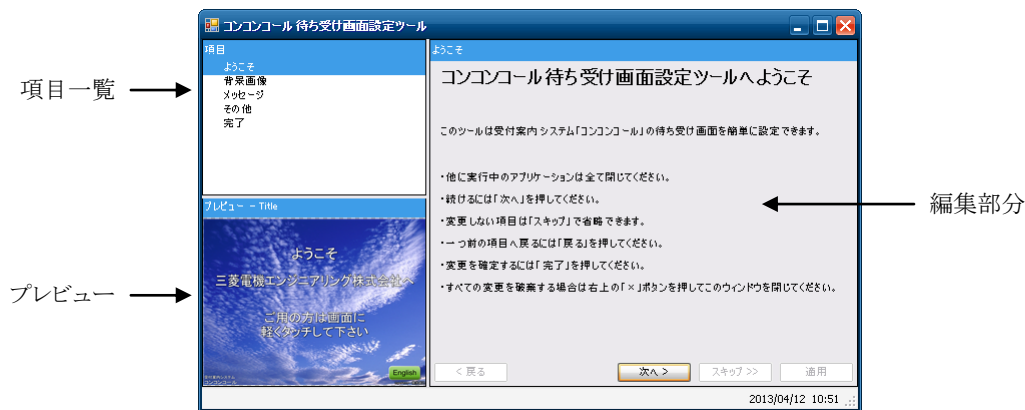 コンコンコール 待ち受け画面設定ツール
項目
ようこそ
背景画像
メッセージ
その他
完了
項目一覧
プレビュー - Title
ようこそ
三菱電機エンジニアリング株式会社へ
ご用の方は画面に
軽くタッチして下さい
受付案内システム
コンコンコール
English
プレビュー
ようこそ
コンコンコール待ち受け画面設定ツールへようこそ
このツールは受付案内システム「コンコンコール」の待ち受け画面を簡単に設定できます。
・他に実行中のアプリケーションは全て閉じてください。
・続けるには「次へ」を押してください。
・変更しない項目は「スキップ」で省略できます。
・一つ前の項目へ戻るには「戻る」を押してください。
・変更を確定するには「完了」を押してください。
・すべての変更を破棄する場合は右上の「×」ボタンを押してこのウィンドウを閉じてください。
編集部分
< 戻る
次へ >
スキップ >>
適用
2013/04/12 10:51